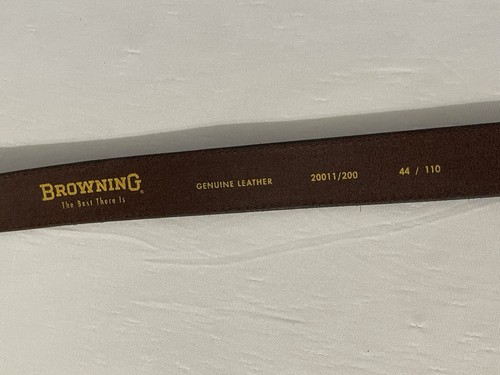 BROWNING®
The Best There Is
GENUINE LEATHER
20011/200
44 / 110